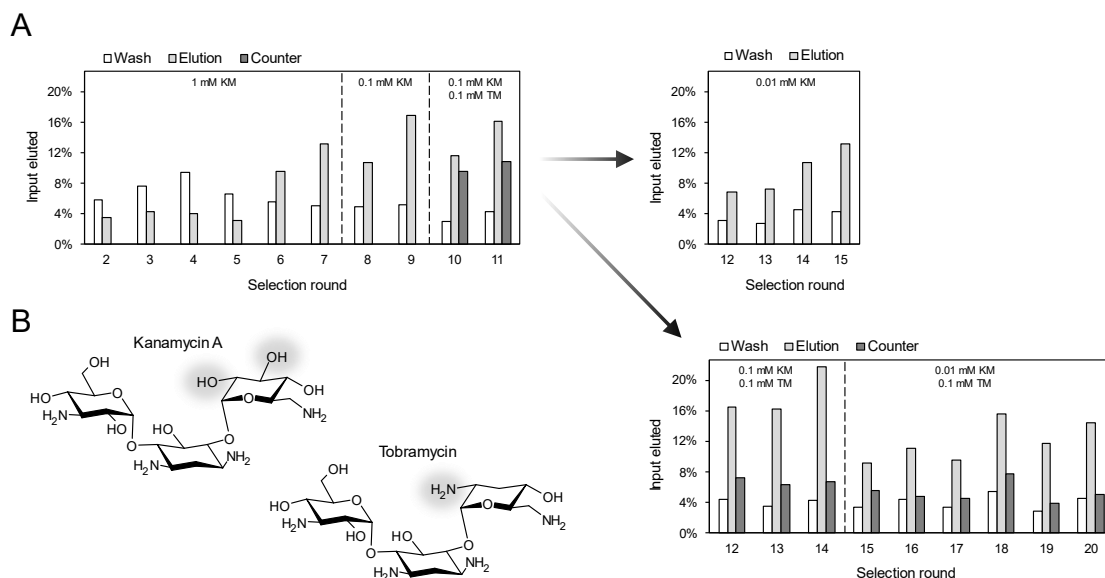 A
Wash Elution Counter
1 mM KM
0.1 mM KM
0.1 mM KM
0.1 mM TM
20%
16%
12%
8%
4%
0%
Input eluted
2 3 4 5 6 7 8 9 10 11
Selection round
Wash Elution Counter
0.01 mM KM
20%
16%
12%
8%
4%
0%
Input eluted
12 13 14 15
Selection round
B
Kanamycin A
OH
OH
HO
HO
HO
OH
O
O
H2N
HO
HO
NH2
O
O
H2N
NH2
Tobramycin
OH
H2N
HO
O
OH
O
H2N
HO
HO
NH2
O
O
H2N
NH2
Wash Elution Counter
0.1 mM KM
0.1 mM TM
0.01 mM KM
0.1 mM TM
20%
16%
12%
8%
4%
0%
Input eluted
12 13 14 15 16 17 18 19 20
Selection round